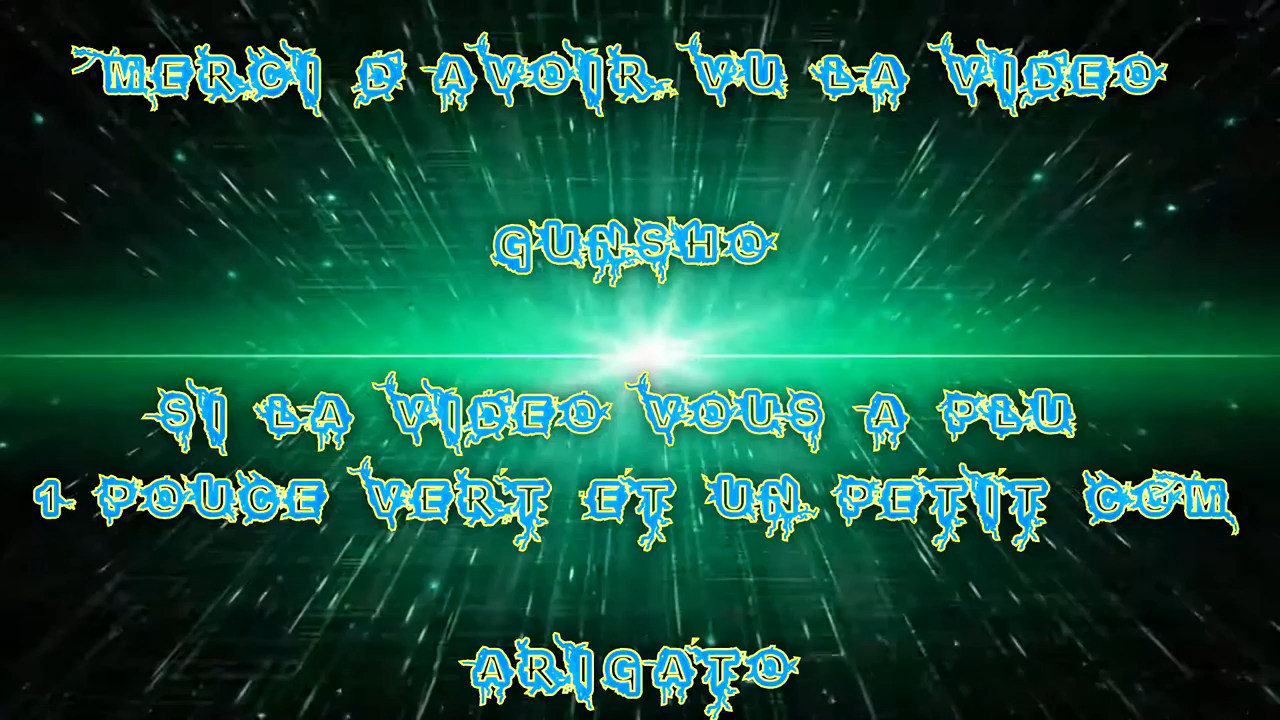 MERCI D AVOIR VU LA VIDEO
GUNSHO
SI LA VIDEO VOUS A PLU
1 POUCE VERT ET UN PETIT COM
ARIGATO